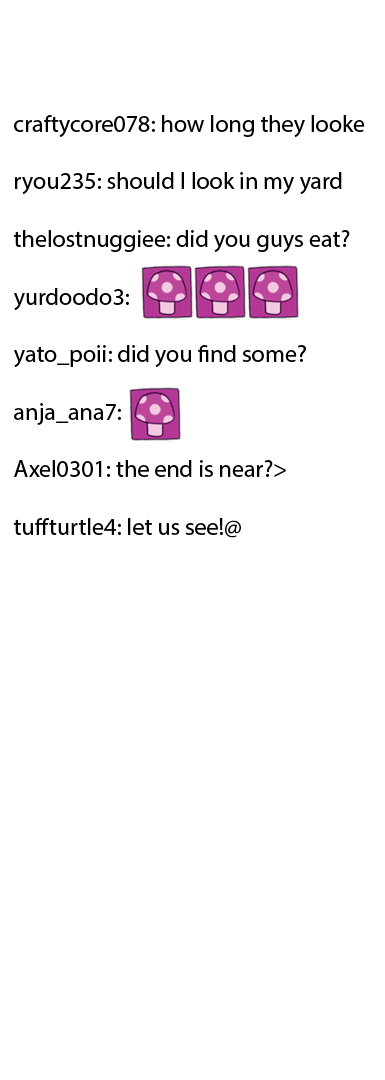 craftycore078: how long they looke
ryou235: should I look in my yard
thelostnuggiee: did you guys eat?
yurdoodo3:
yato_poii: did you find some?
anja_ana7:
Axel0301: the end is near?>
tuffturtle4: let us see!@